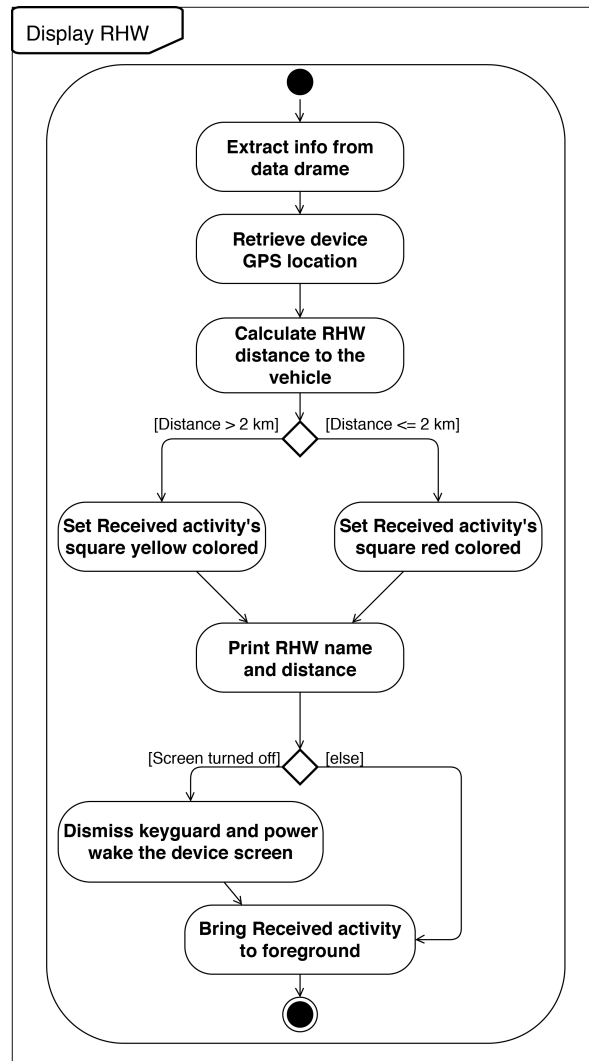 Display RHW
Extract info from
data drame
Retrieve device
GPS location
Calculate RHW
distance to the
vehicle
[Distance > 2 km]
[Distance <= 2 km]
Set Received activity's
square yellow colored
Set Received activity's
square red colored
Print RHW name
and distance
[Screen turned off]
[else]
Dismiss keyguard and power
wake the device screen
Bring Received activity
to foreground